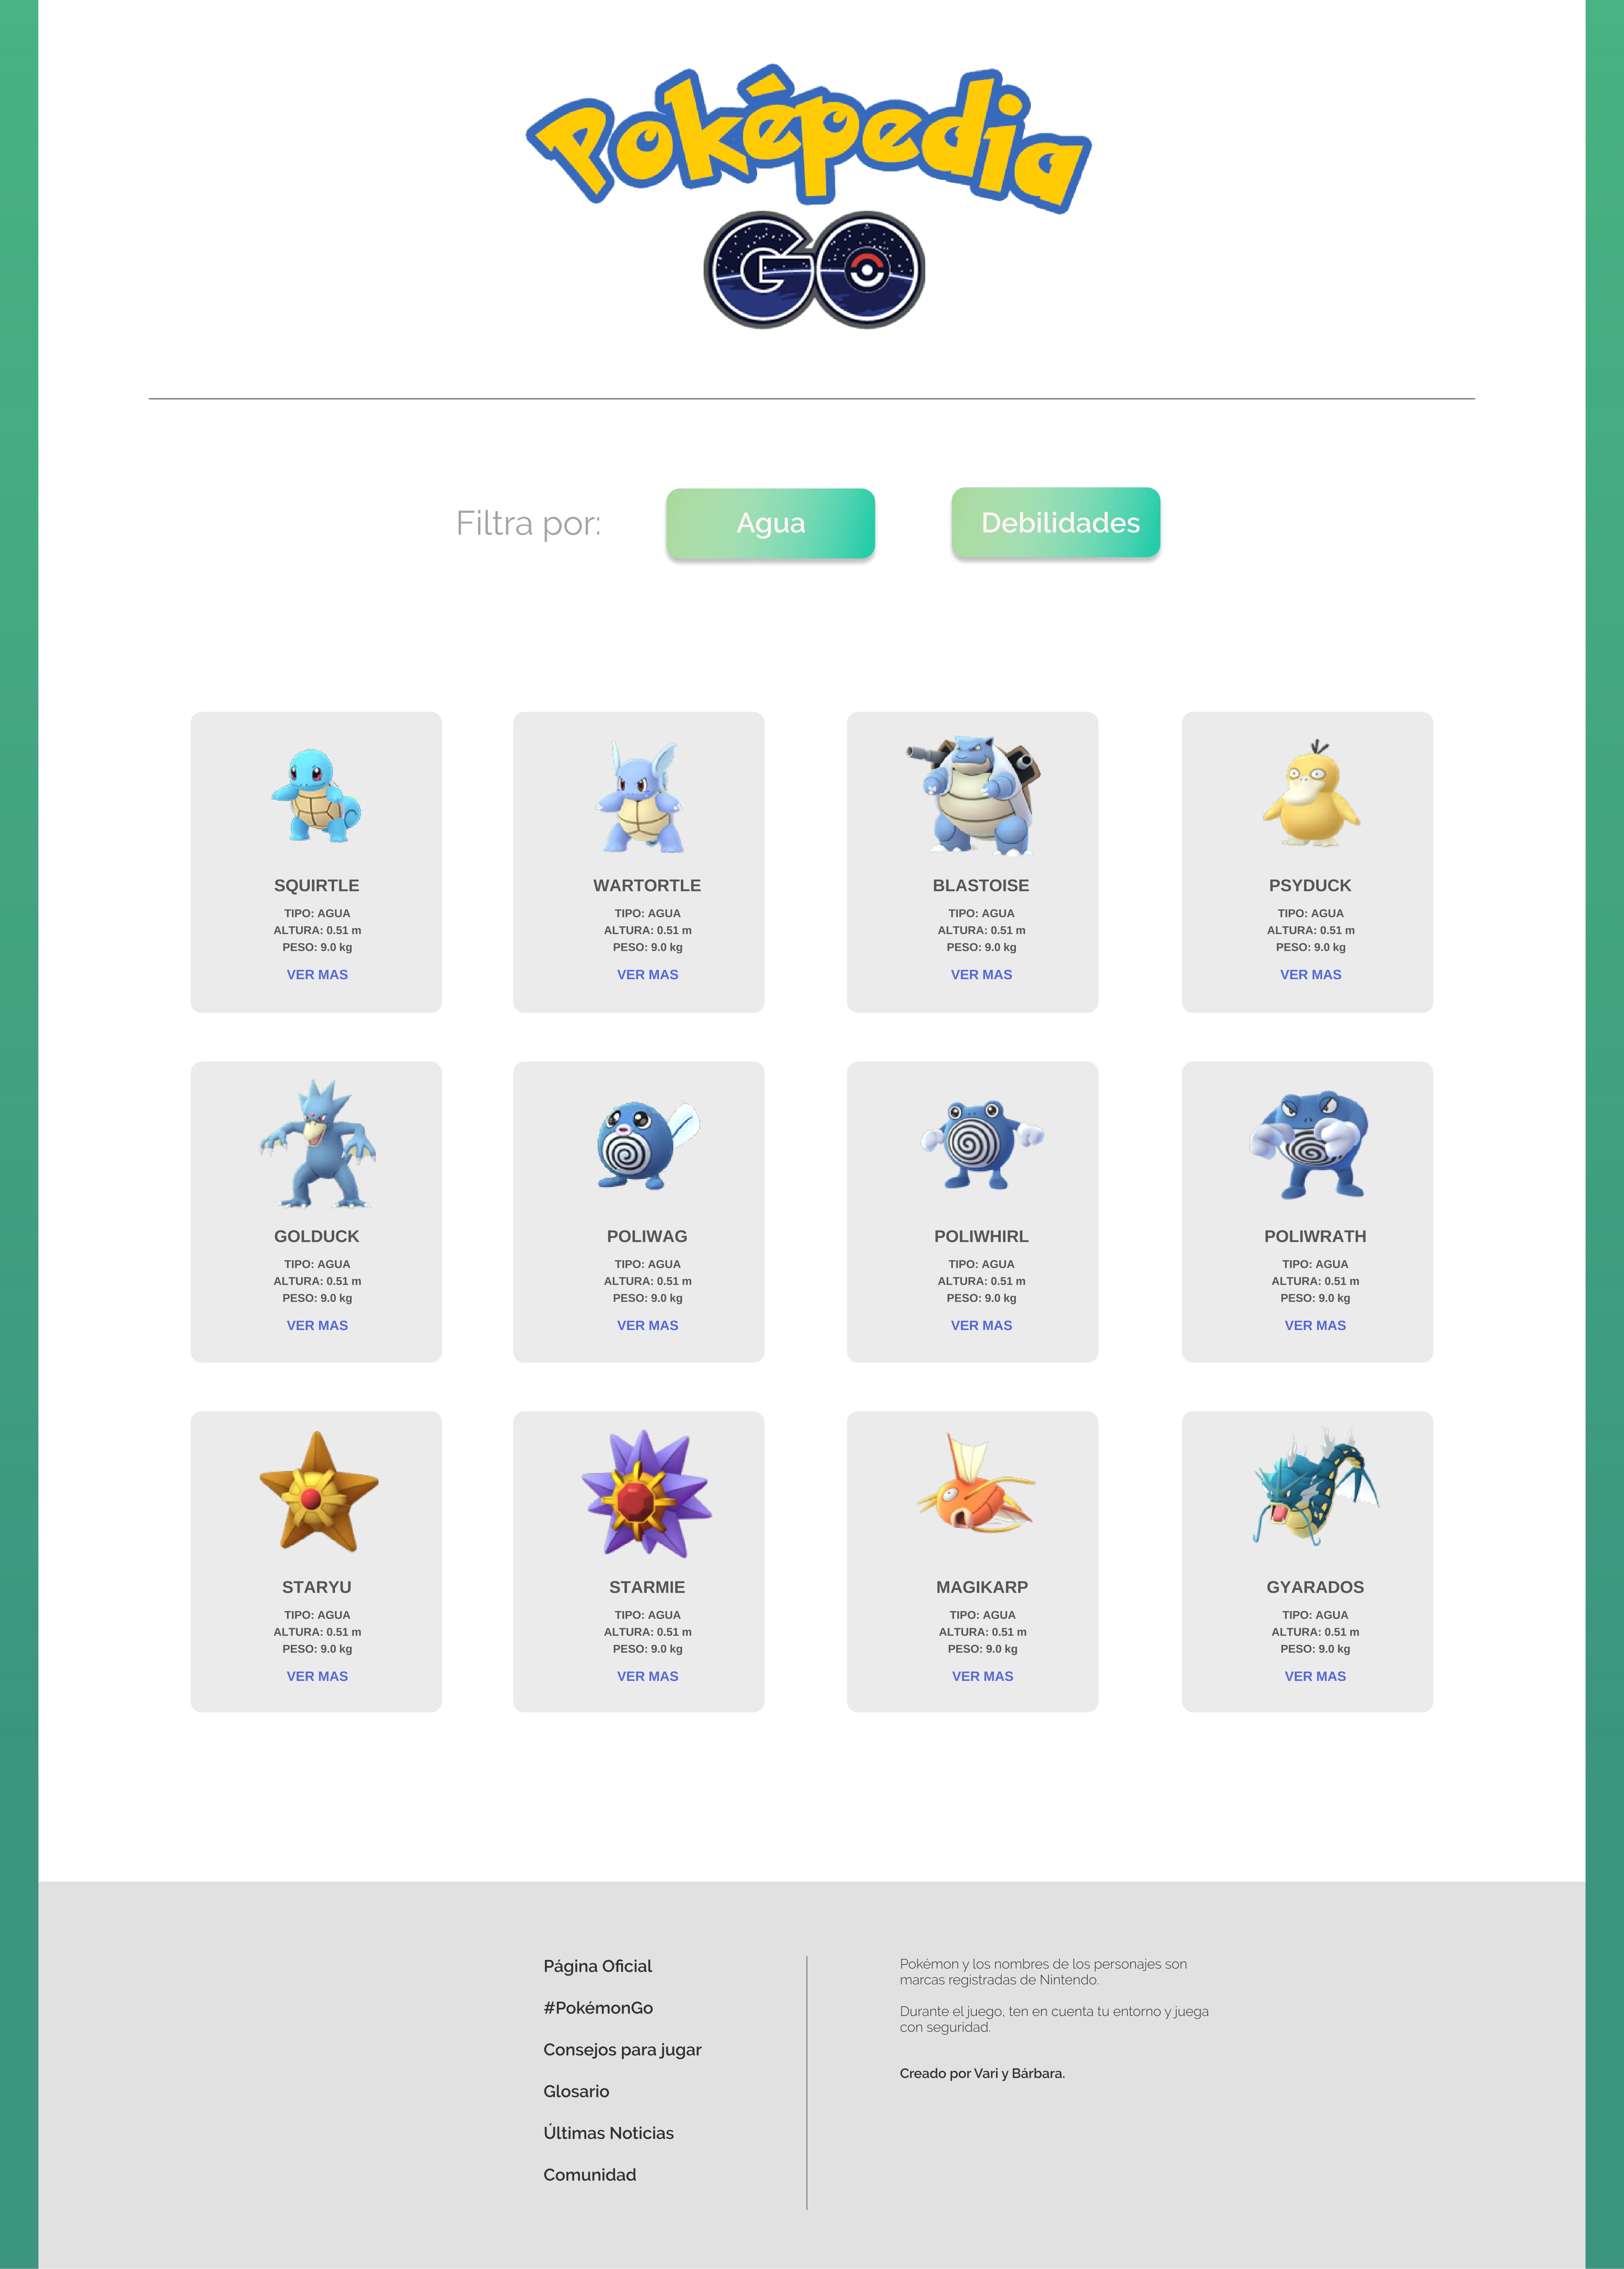 Poképedia
GO
Filtra por:
Agua
Debilidades
SQUIRTLE
TIPO: AGUA
ALTURA: 0.51 m
PESO: 9.0 kg
VER MAS
WARTORTLE
TIPO: AGUA
ALTURA: 0.51 m
PESO: 9.0 kg
VER MAS
BLASTOISE
TIPO: AGUA
ALTURA: 0.51 m
PESO: 9.0 kg
VER MAS
PSYDUCK
TIPO: AGUA
ALTURA: 0.51 m
PESO: 9.0 kg
VER MAS
GOLDUCK
TIPO: AGUA
ALTURA: 0.51 m
PESO: 9.0 kg
VER MAS
POLIWAG
TIPO: AGUA
ALTURA: 0.51 m
PESO: 9.0 kg
VER MAS
POLIWHIRL
TIPO: AGUA
ALTURA: 0.51 m
PESO: 9.0 kg
VER MAS
POLIWRATH
TIPO: AGUA
ALTURA: 0.51 m
PESO: 9.0 kg
VER MAS
STARYU
TIPO: AGUA
ALTURA: 0.51 m
PESO: 9.0 kg
VER MAS
STARMIE
TIPO: AGUA
ALTURA: 0.51 m
PESO: 9.0 kg
VER MAS
MAGIKARP
TIPO: AGUA
ALTURA: 0.51 m
PESO: 9.0 kg
VER MAS
GYARADOS
TIPO: AGUA
ALTURA: 0.51 m
PESO: 9.0 kg
VER MAS
Página Oficial
#PokémonGo
Consejos para jugar
Glosario
Últimas Noticias
Comunidad
Pokémon y los nombres de los personajes son
marcas registradas de Nintendo.
Durante el juego, ten en cuenta tu entorno y juega
con seguridad.
Creado por Vari y Bárbara.